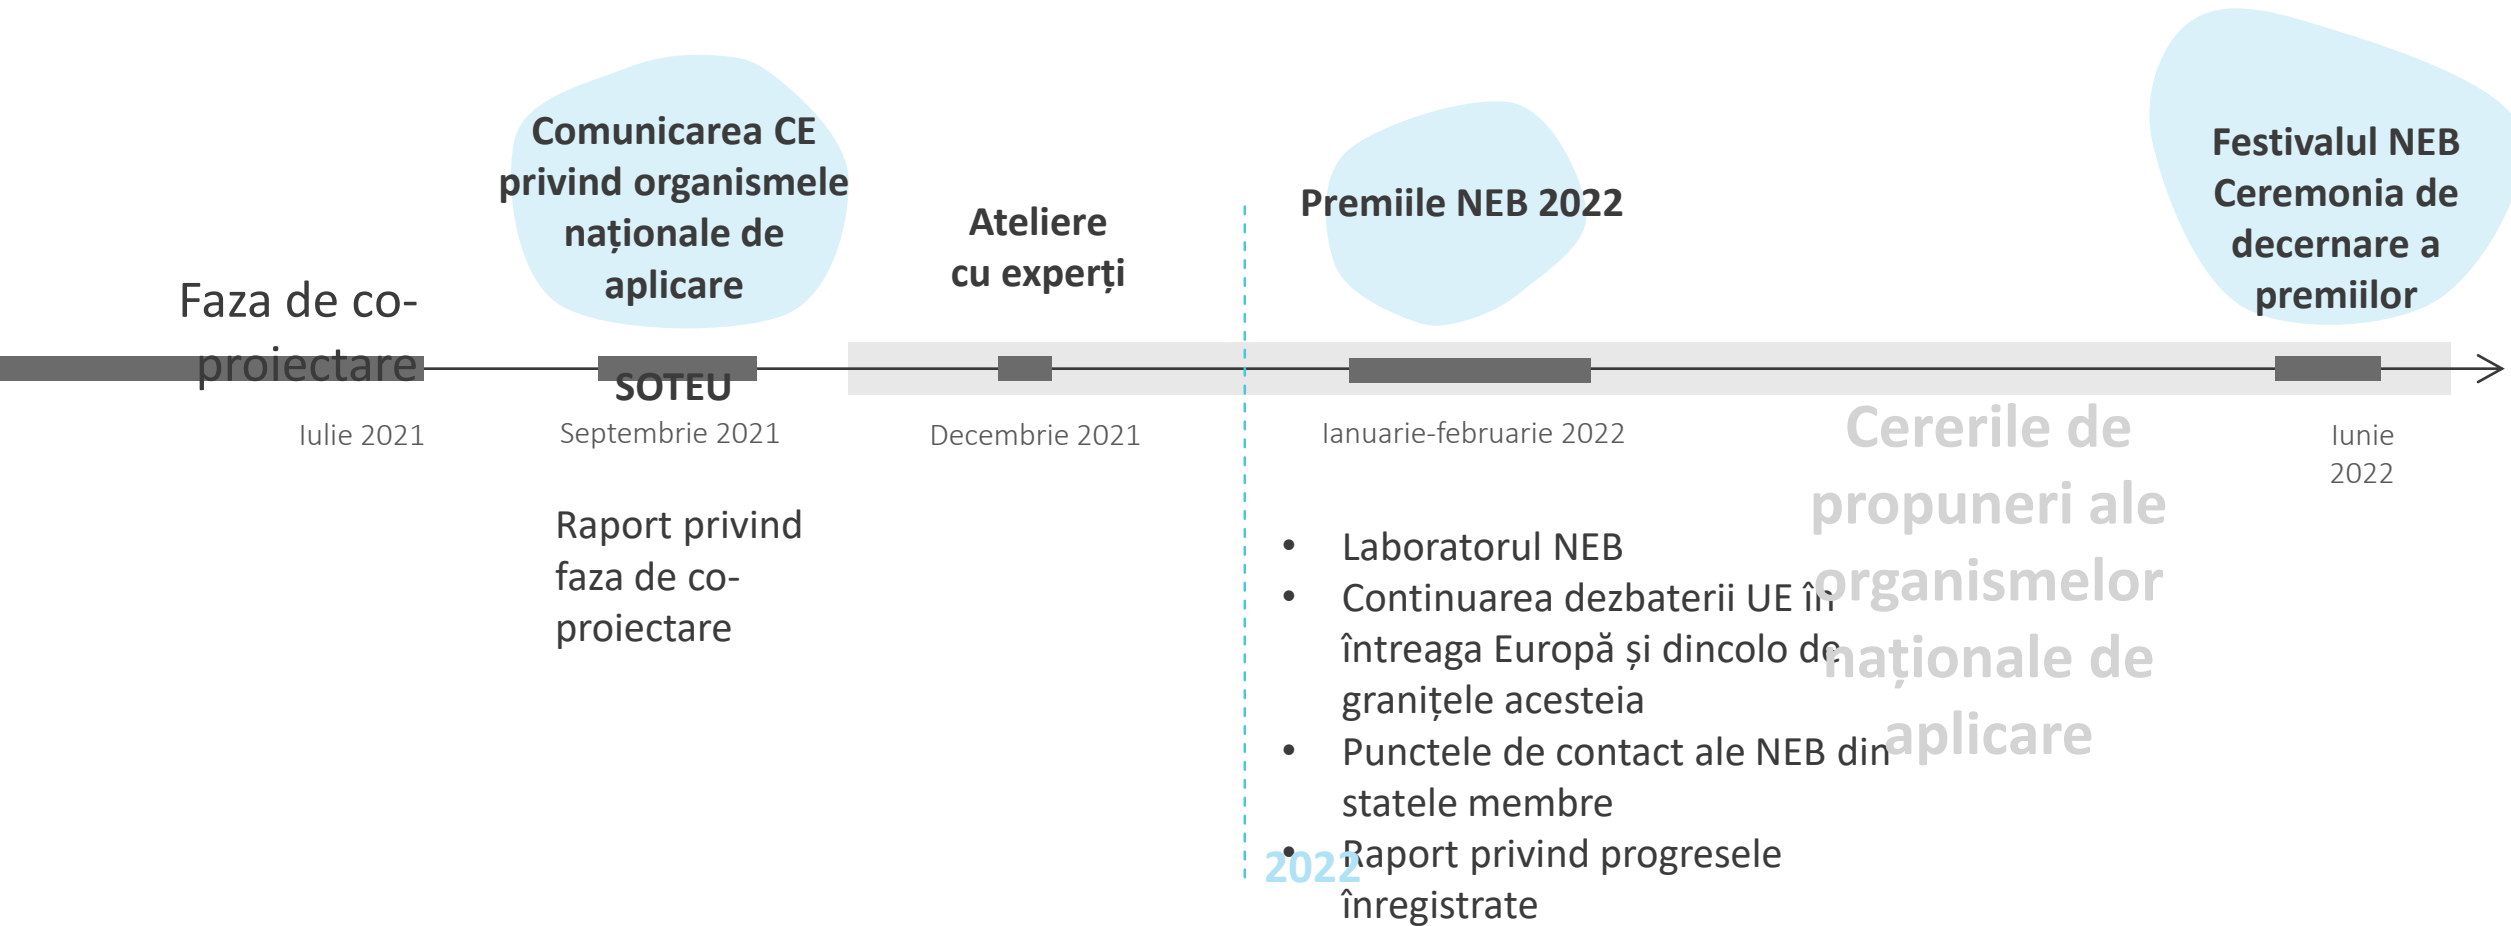 Faza de co-
proiectare
Iulie 2021
Comunicarea CE
privind organismele
naționale de
aplicare
SOTEU
Septembrie 2021
Raport privind
faza de co-
proiectare
Ateliere
cu experți
Decembrie 2021
Premiile NEB 2022
Ianuarie-februarie 2022
• Laboratorul NEB
• Continuarea dezbaterii UE în
întreaga Europă și dincolo de
granițele acesteia
• Punctele de contact ale NEB din
statele membre
• Raport privind progresele
înregistrate
2022
Cererile de
propuneri ale
organismelor
naționale de
aplicare
Festivalul NEB
Ceremonia de
decernare a
premiilor
Iunie
2022